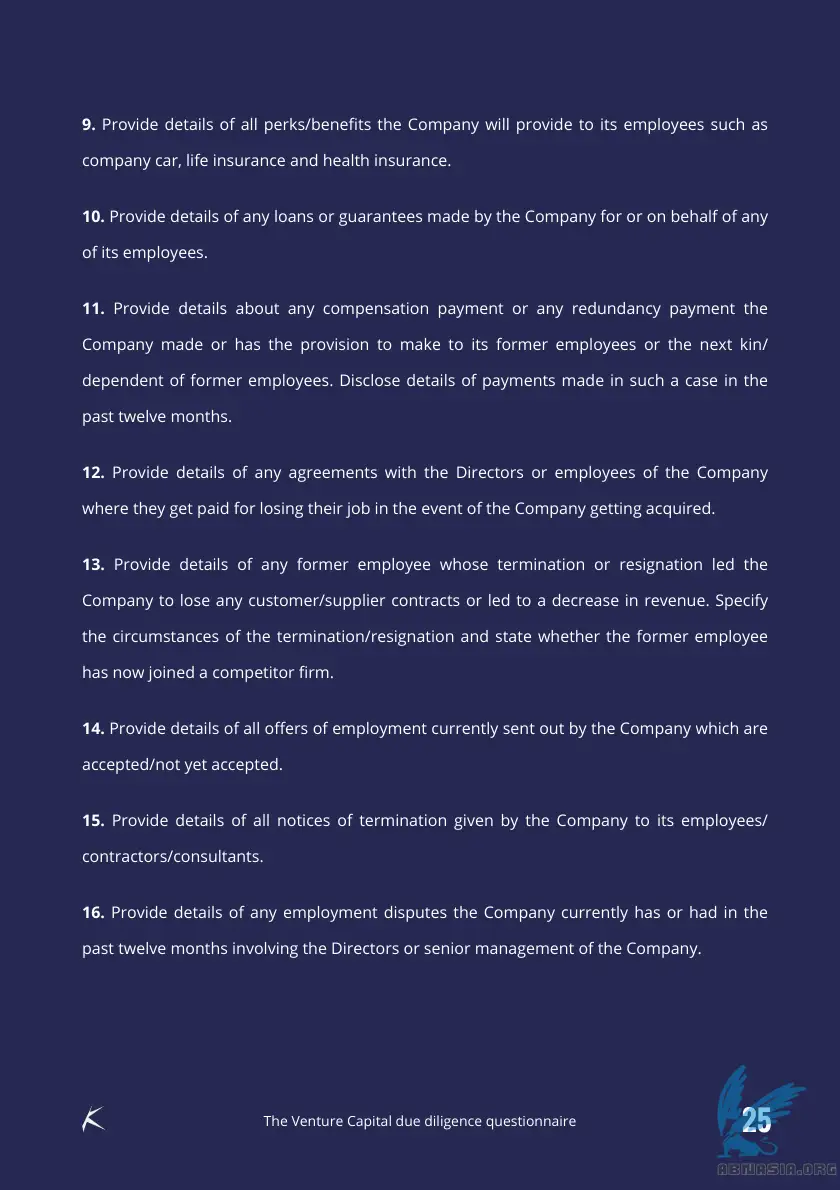 9. Provide details of all perks/benefits the Company will provide to its employees such as
company car, life insurance and health insurance.
10. Provide details of any loans or guarantees made by the Company for or on behalf of any
of its employees.
11. Provide details about any compensation payment or any redundancy payment the
Company made or has the provision to make to its former employees or the next kin/
dependent of former employees. Disclose details of payments made in such a case in the
past twelve months.
12. Provide details of any agreements with the Directors or employees of the Company
where they get paid for losing their job in the event of the Company getting acquired.
13. Provide details of any former employee whose termination or resignation led the
Company to lose any customer/supplier contracts or led to a decrease in revenue. Specify
the circumstances of the termination/resignation and state whether the former employee
has now joined a competitor firm.
14. Provide details of all offers of employment currently sent out by the Company which are
accepted/not yet accepted.
15. Provide details of all notices of termination given by the Company to its employees/
contractors/consultants.
16. Provide details of any employment disputes the Company currently has or had in the
past twelve months involving the Directors or senior management of the Company.
The Venture Capital due diligence questionnaire
25
ABNASIA.ORG